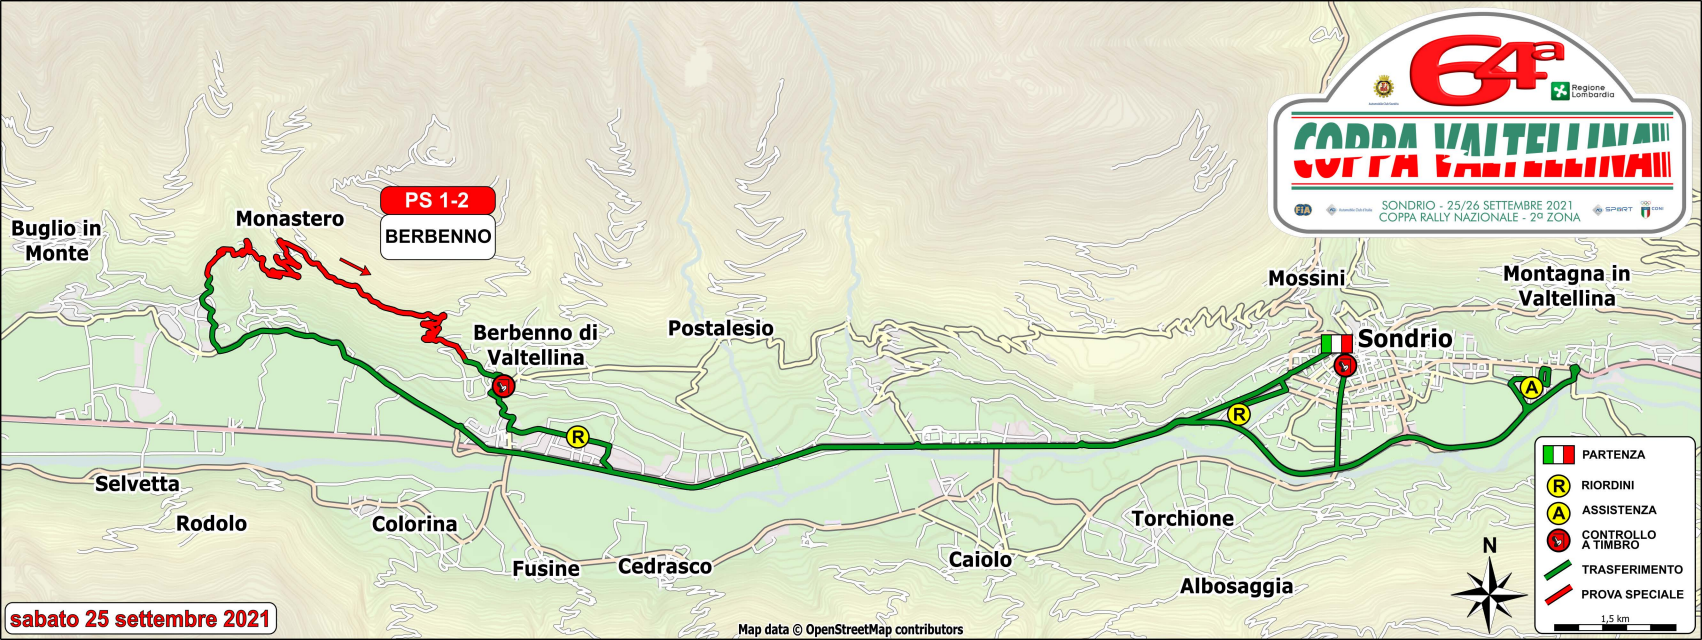 64a
Regione
Lombardia
COPPA VALTELLINA
FIA
SPORT
CONI
SONDRIO - 25/26 SETTEMBRE 2021
COPPA RALLY NAZIONALE - 2ª ZONA
PS 1-2
BERBENNO
Monastero
Buglio in
Monte
Mossini
Montagna in
Valtellina
Berbenno di
Valtellina
Postalesio
Sondrio
A
R
R
Selvetta
Rodolo
Colorina
Fusine
Cedrasco
Caiolo
Torchione
Albosaggia
N
PARTENZA
R RIORDINI
A ASSISTENZA
CONTROLLO
A TIMBRO
TRASFERIMENTO
PROVA SPECIALE
1,5 km
sabato 25 settembre 2021
Map data © OpenStreetMap contributors